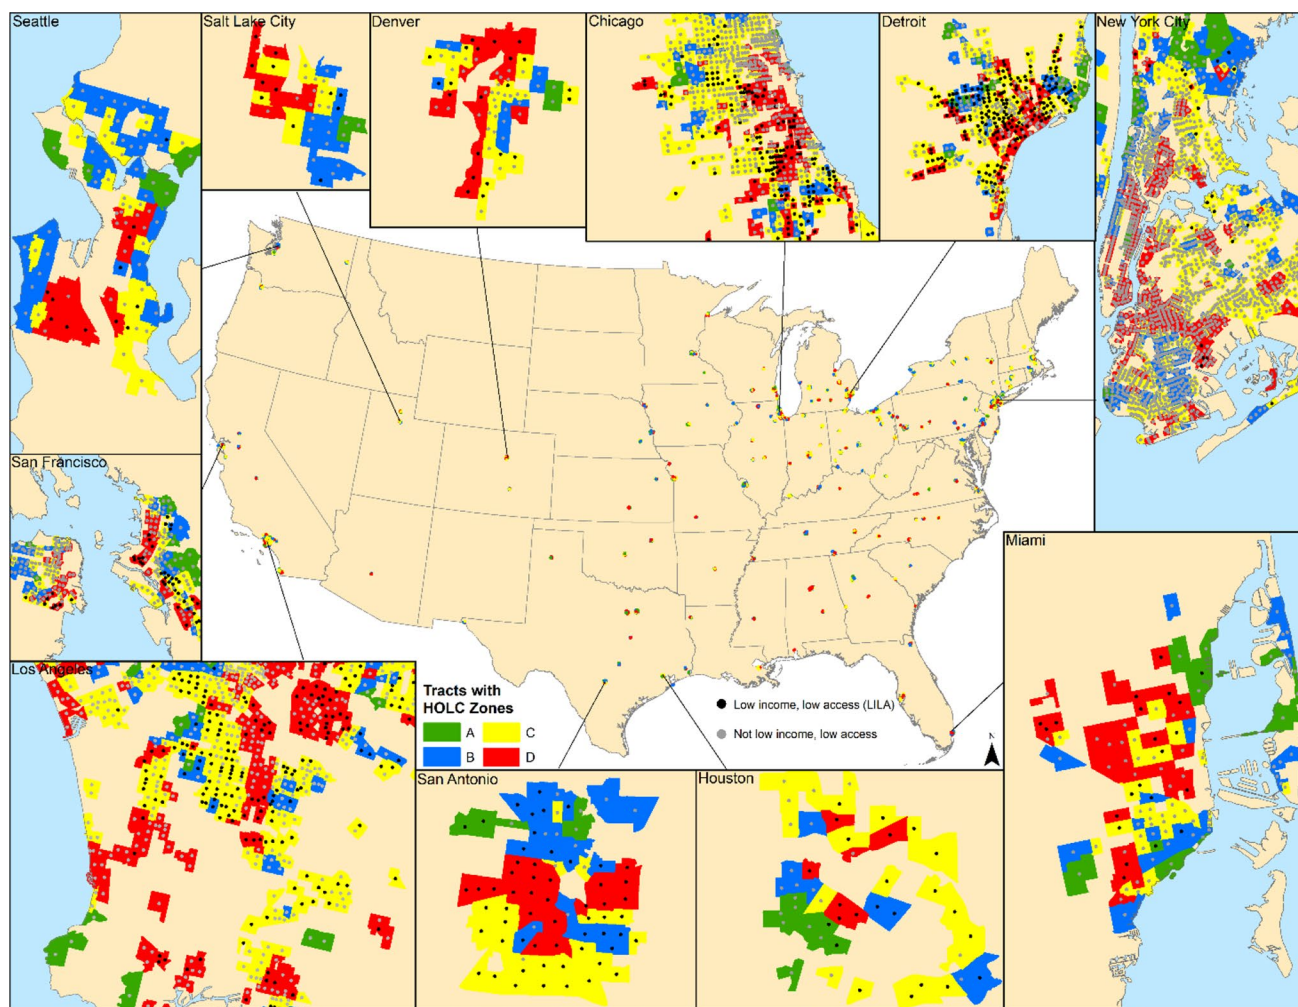 Seattle
Salt Lake City
Denver
Chicago
Detroit
New York City
San Francisco
Miami
Los Angeles
Tracts with
HOLC Zones
A
C
B
D
Low income, low access (LILA)
Not low income, low access
N
San Antonio
Houston